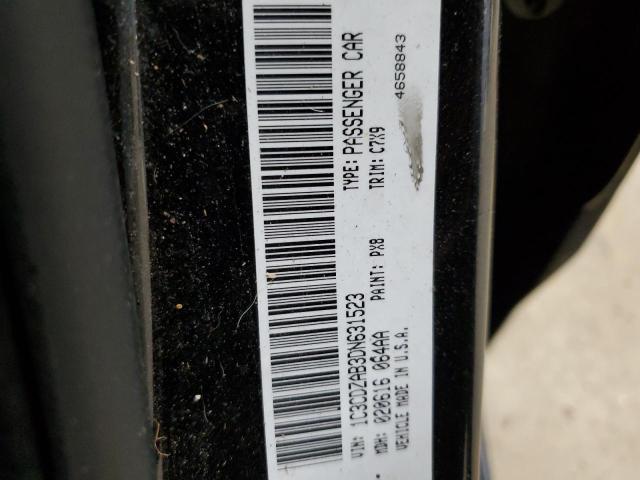 VIN: 1C3CDZAB3DN631523 TYPE: PASSENGER CAR
MDH: 020616 064AA PAINT: PX8 TRIM: C7X9
VEHICLE MADE IN U.S.A. 4658843